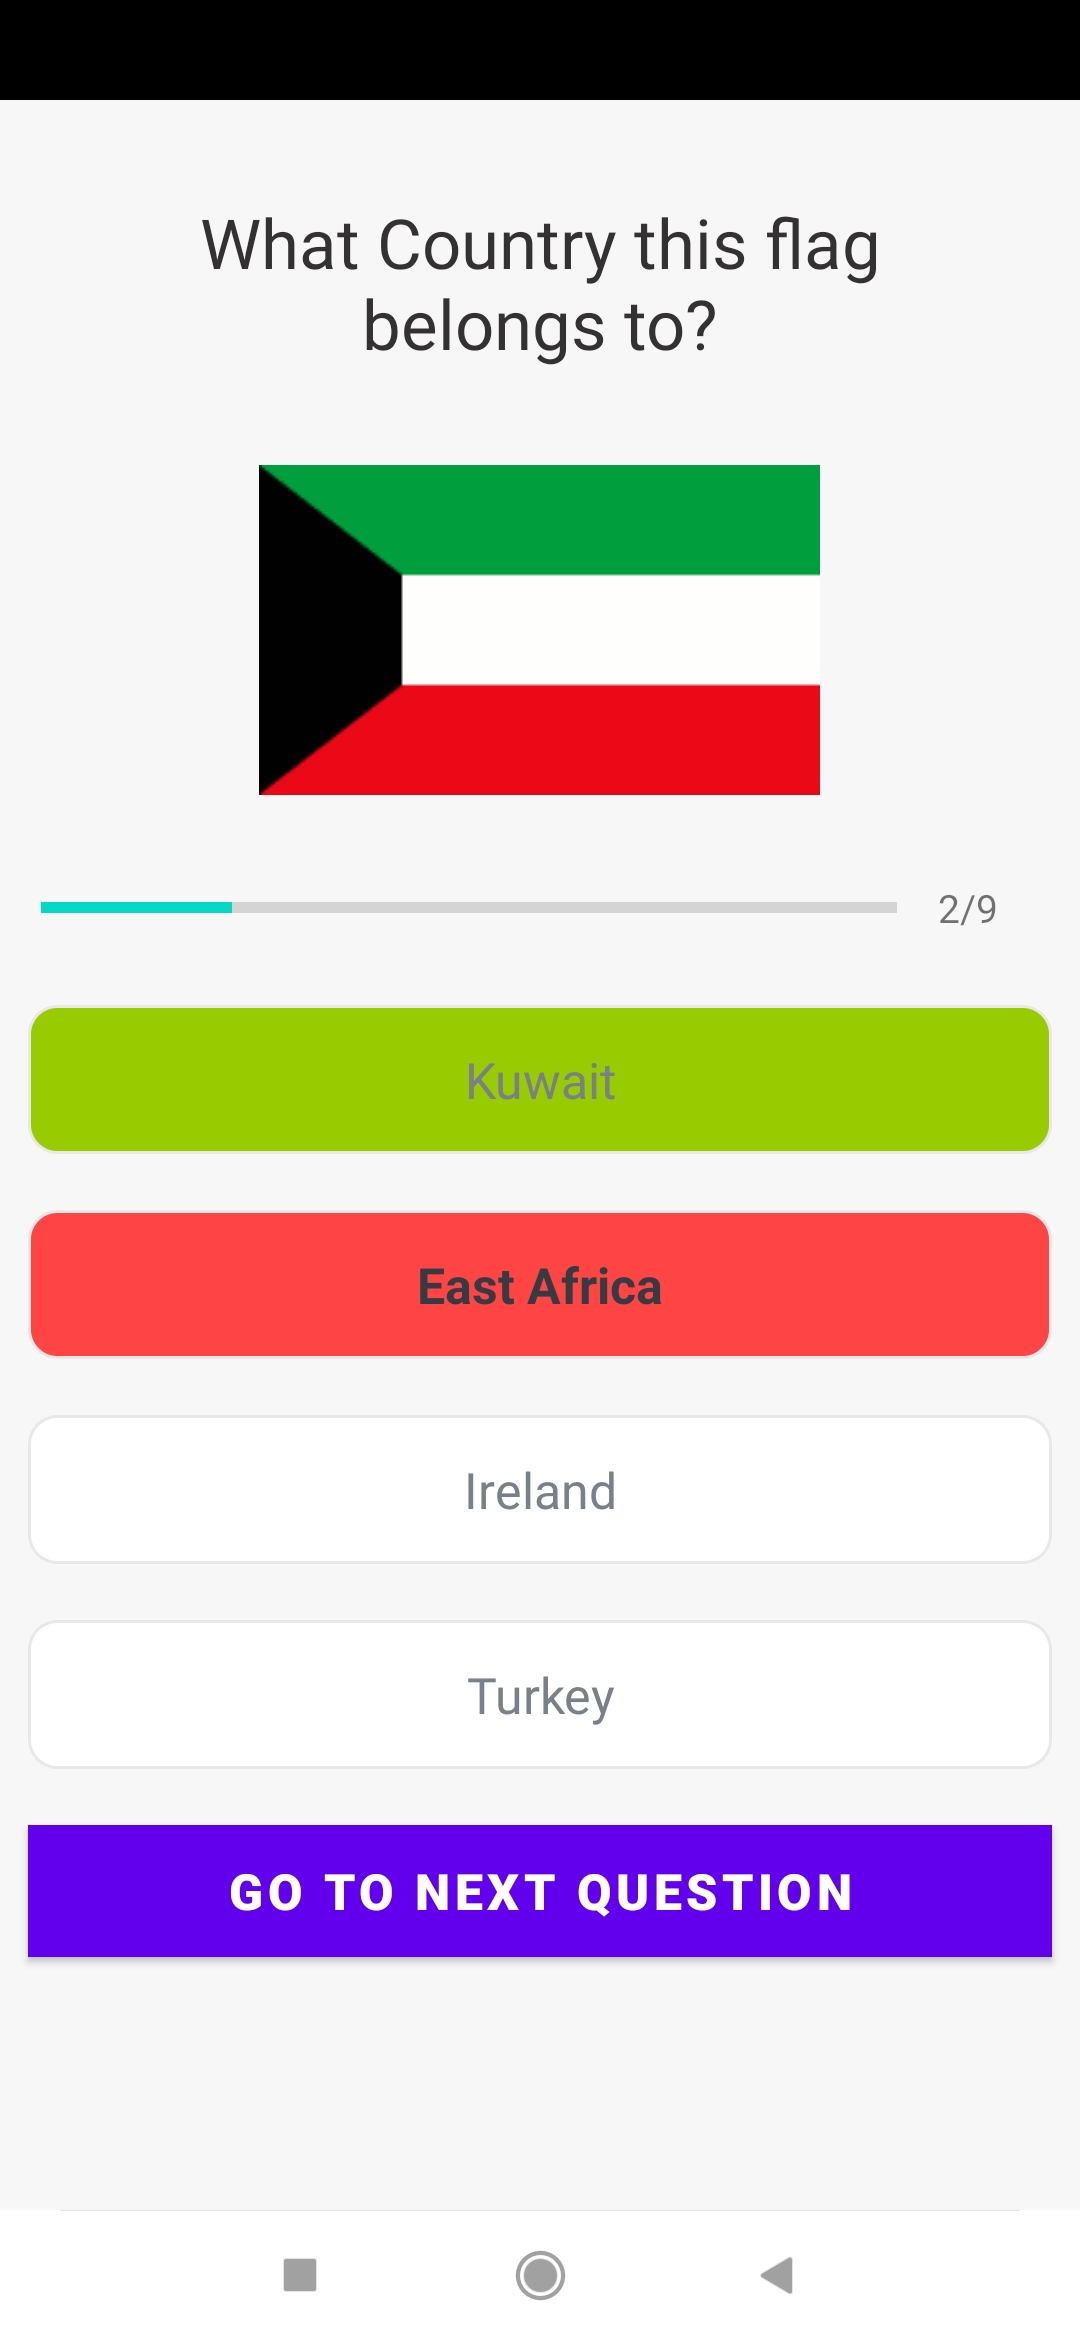 What Country this flag
belongs to?
2/9
Kuwait
East Africa
Ireland
Turkey
GO TO NEXT QUESTION